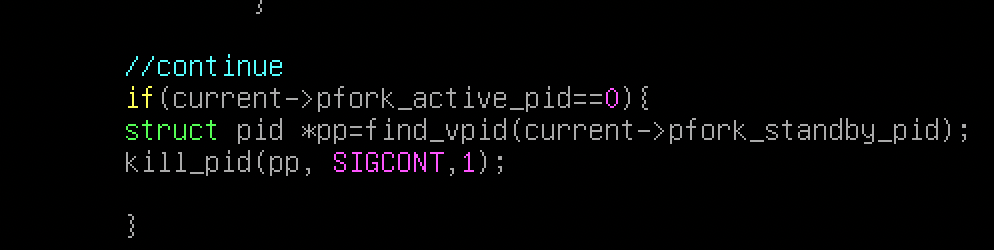 }
//continue
if(current->pfork_active_pid==0){
struct pid *pp=find_vpid(current->pfork_standby_pid);
kill_pid(pp, SIGCONT,1);
}